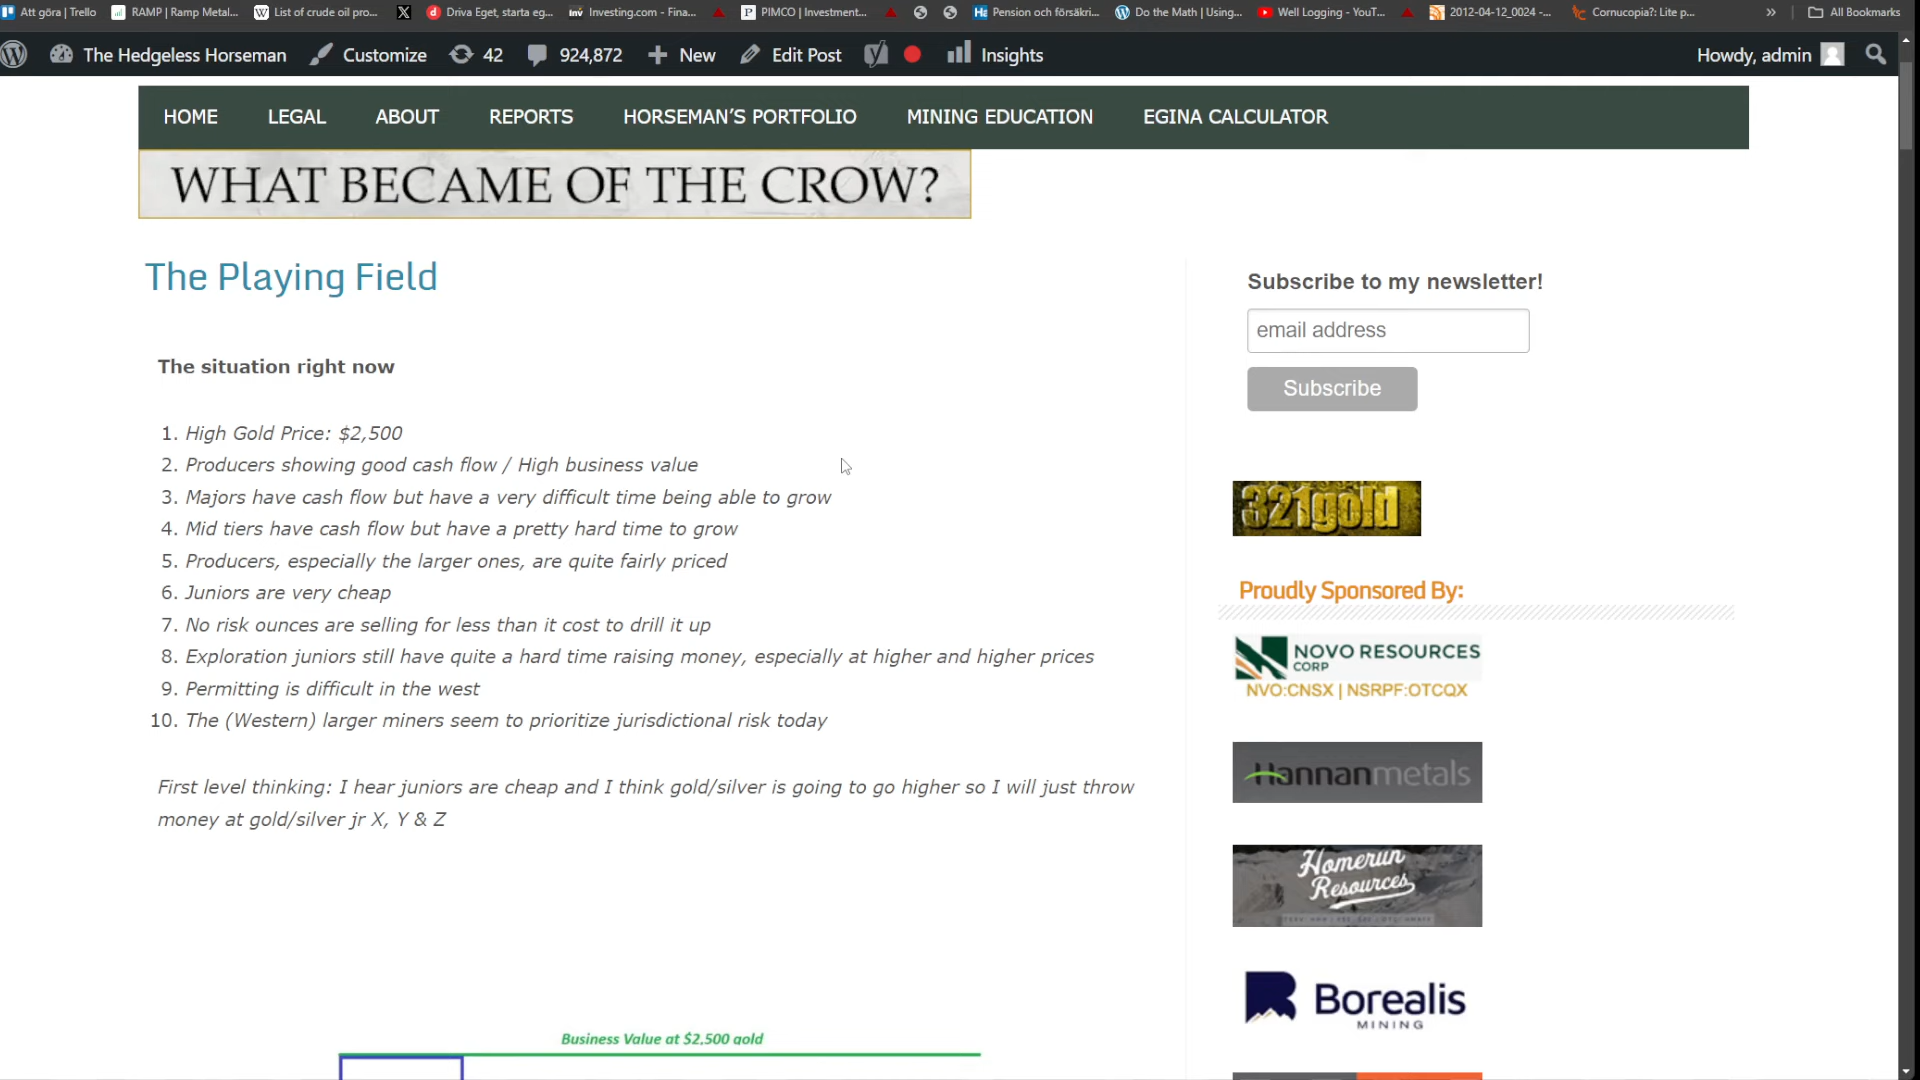 Att göra | Trello
RAMP | Ramp Metal...
List of crude oil pro...
Driva Eget, starta eg...
Investing.com - Fina...
PIMCO | Investment...
Pension och försäkri...
Do the Math | Using...
Well Logging - YouT...
2012-04-12_0024 -...
Cornucopia?: Lite p...
»
All Bookmarks
The Hedgeless Horseman
Customize
42
924,872
New
Edit Post
Insights
Howdy, admin
HOME
LEGAL
ABOUT
REPORTS
HORSEMAN'S PORTFOLIO
MINING EDUCATION
EGINA CALCULATOR
WHAT BECAME OF THE CROW?
The Playing Field
The situation right now
1. High Gold Price: $2,500
2. Producers showing good cash flow / High business value
3. Majors have cash flow but have a very difficult time being able to grow
4. Mid tiers have cash flow but have a pretty hard time to grow
5. Producers, especially the larger ones, are quite fairly priced
6. Juniors are very cheap
7. No risk ounces are selling for less than it cost to drill it up
8. Exploration juniors still have quite a hard time raising money, especially at higher and higher prices
9. Permitting is difficult in the west
10. The (Western) larger miners seem to prioritize jurisdictional risk today
First level thinking: I hear juniors are cheap and I think gold/silver is going to go higher so I will just throw
money at gold/silver jr X, Y & Z
Business Value at $2,500 gold
Subscribe to my newsletter!
email address
Subscribe
321gold
Proudly Sponsored By:
NOVO RESOURCES
CORP
NVO:CNSX | NSRPF:OTCQX
Hannanmetals
Homerun
Resources
Borealis
MINING